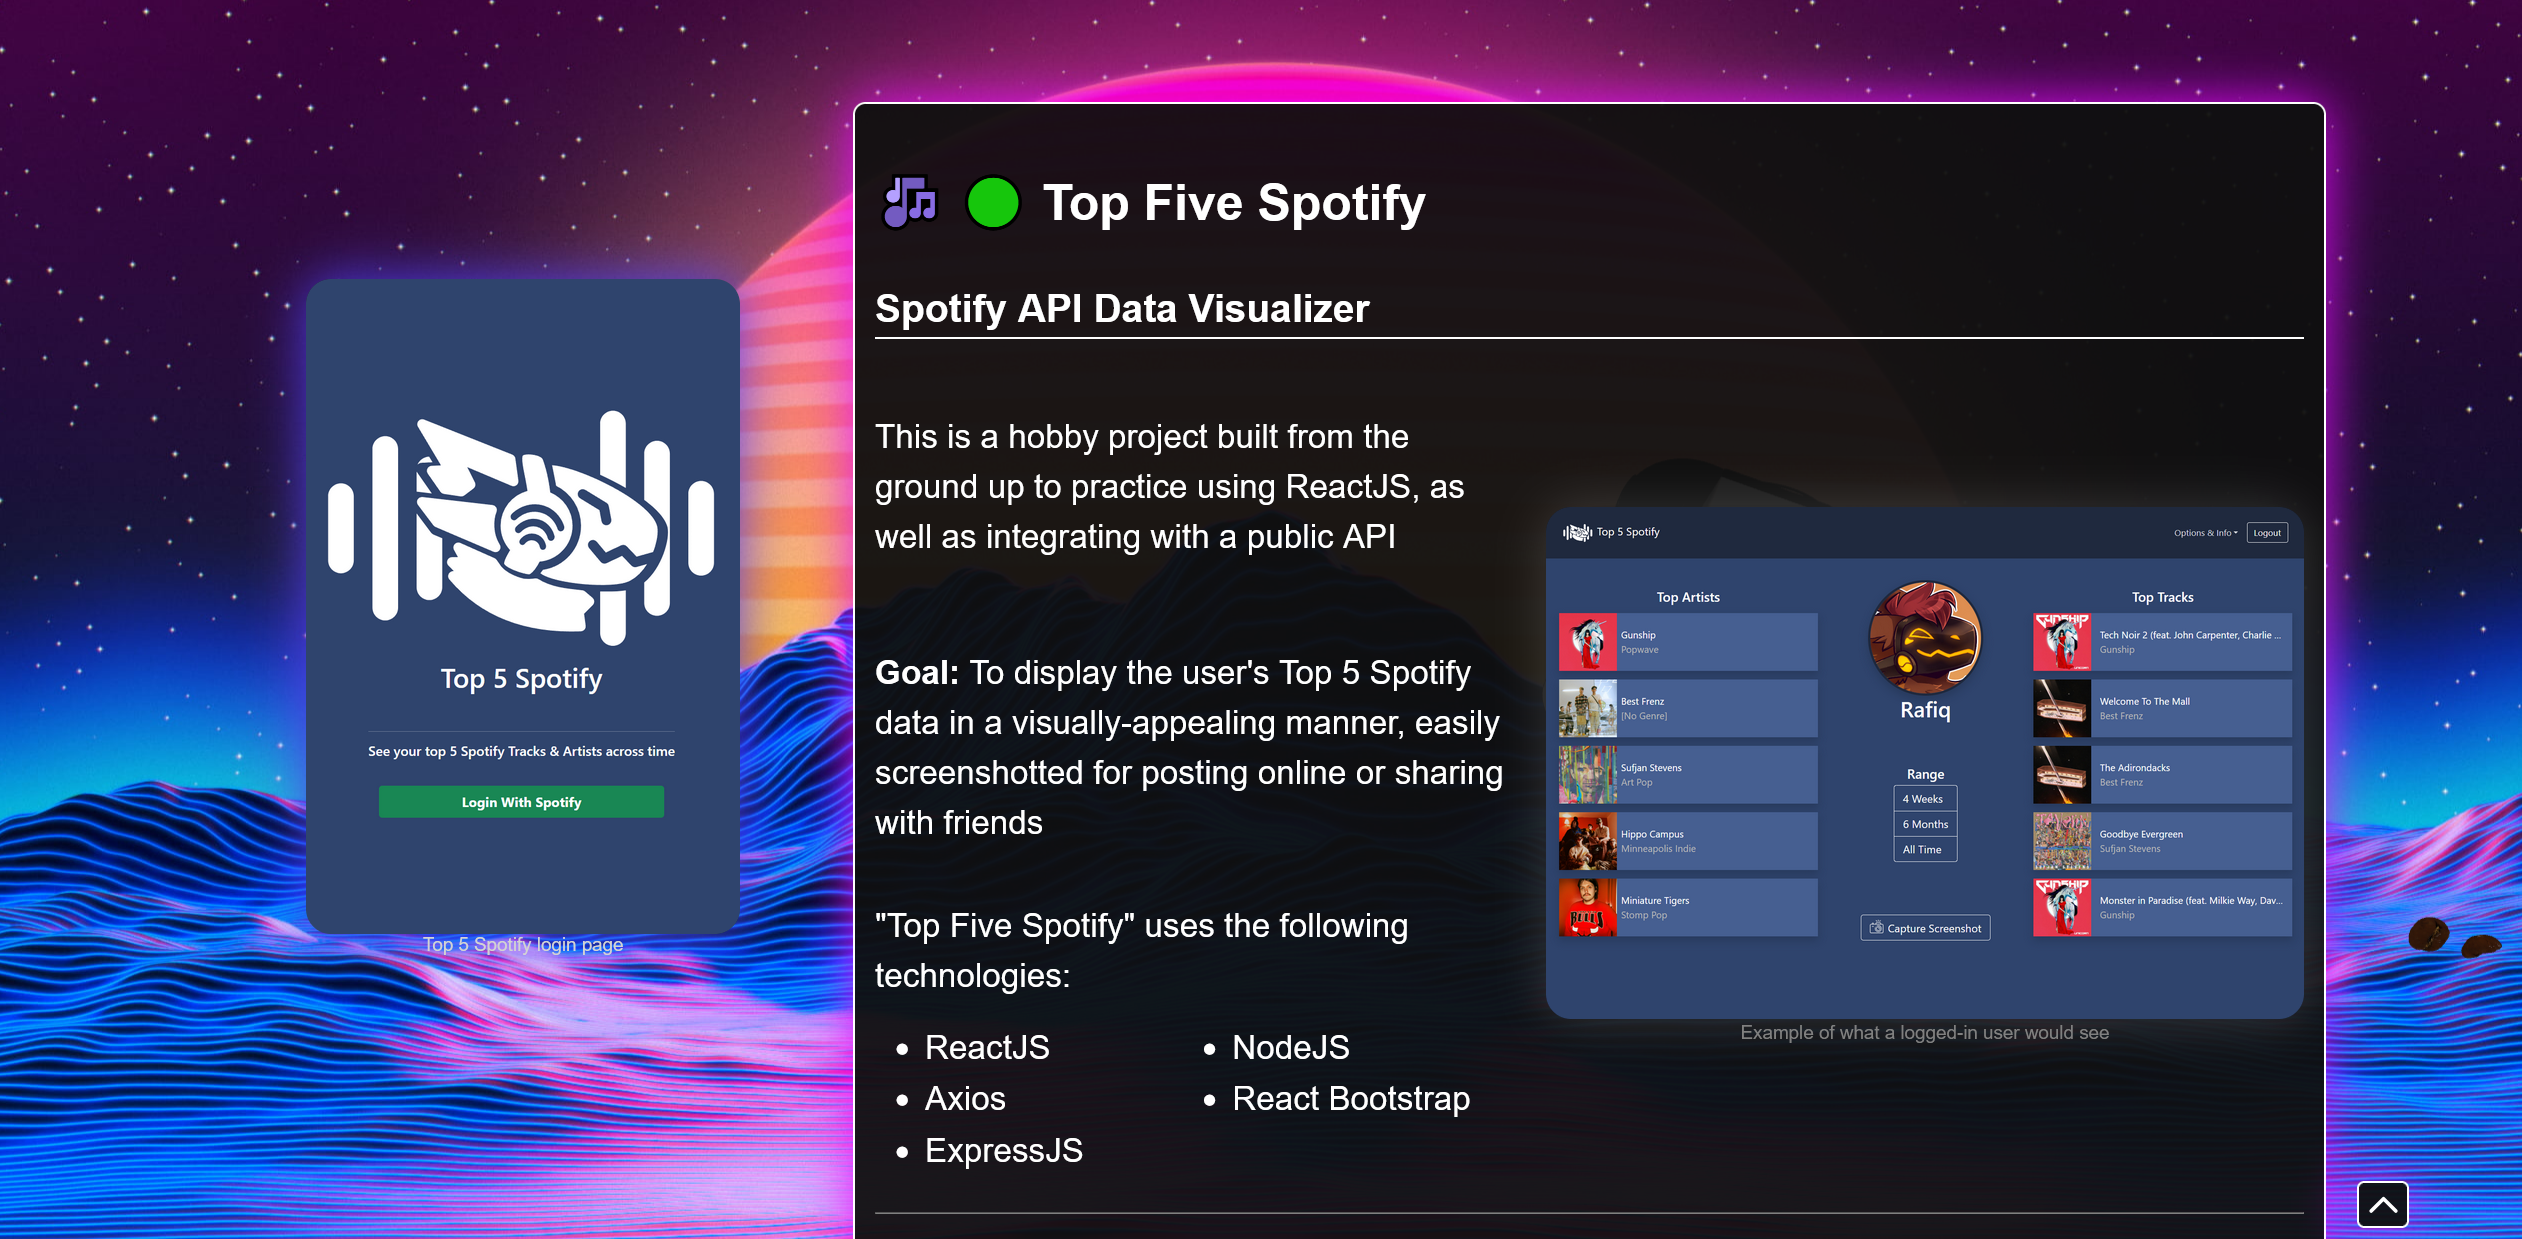 Top Five Spotify
Spotify API Data Visualizer
This is a hobby project built from the
ground up to practice using ReactJS, as
well as integrating with a public API
Goal: To display the user's Top 5 Spotify
data in a visually-appealing manner, easily
screenshotted for posting online or sharing
with friends
"Top Five Spotify" uses the following
technologies:
• ReactJS
• Axios
• ExpressJS
• NodeJS
• React Bootstrap
Top 5 Spotify
See your top 5 Spotify Tracks & Artists across time
Login With Spotify
Top 5 Spotify login page
Top 5 Spotify
Options & Info
Logout
Top Artists
Gunship
Popwave
Best Frenz
[No Genre]
Sufjan Stevens
Art Pop
Hippo Campus
Minneapolis Indie
BULLS
Miniature Tigers
Stomp Pop
Rafiq
Range
4 Weeks
6 Months
All Time
Capture Screenshot
Top Tracks
GUNSHIP
Tech Noir 2 (feat. John Carpenter, Charlie ...
Gunship
Welcome To The Mall
Best Frenz
The Adirondacks
Best Frenz
Goodbye Evergreen
Sufjan Stevens
GUNSHIP
Monster in Paradise (feat. Milkie Way, Dav...
Gunship
Example of what a logged-in user would see